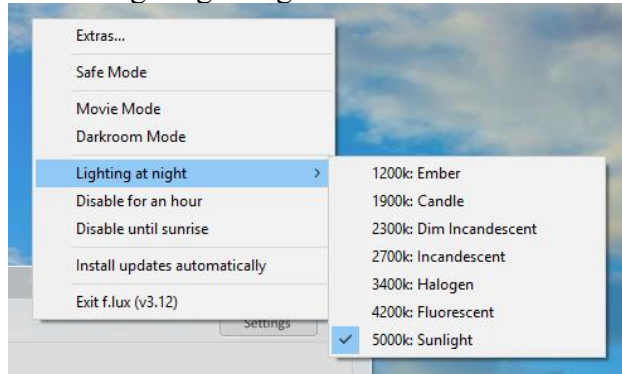 Extras...
Safe Mode
Movie Mode
Darkroom Mode
Lighting at night
Disable for an hour
Disable until sunrise
Install updates automatically
Exit f.lux (v3.12)
Settings
1200k: Ember
1900k: Candle
2300k: Dim Incandescent
2700k: Incandescent
3400k: Halogen
4200k: Fluorescent
5000k: Sunlight